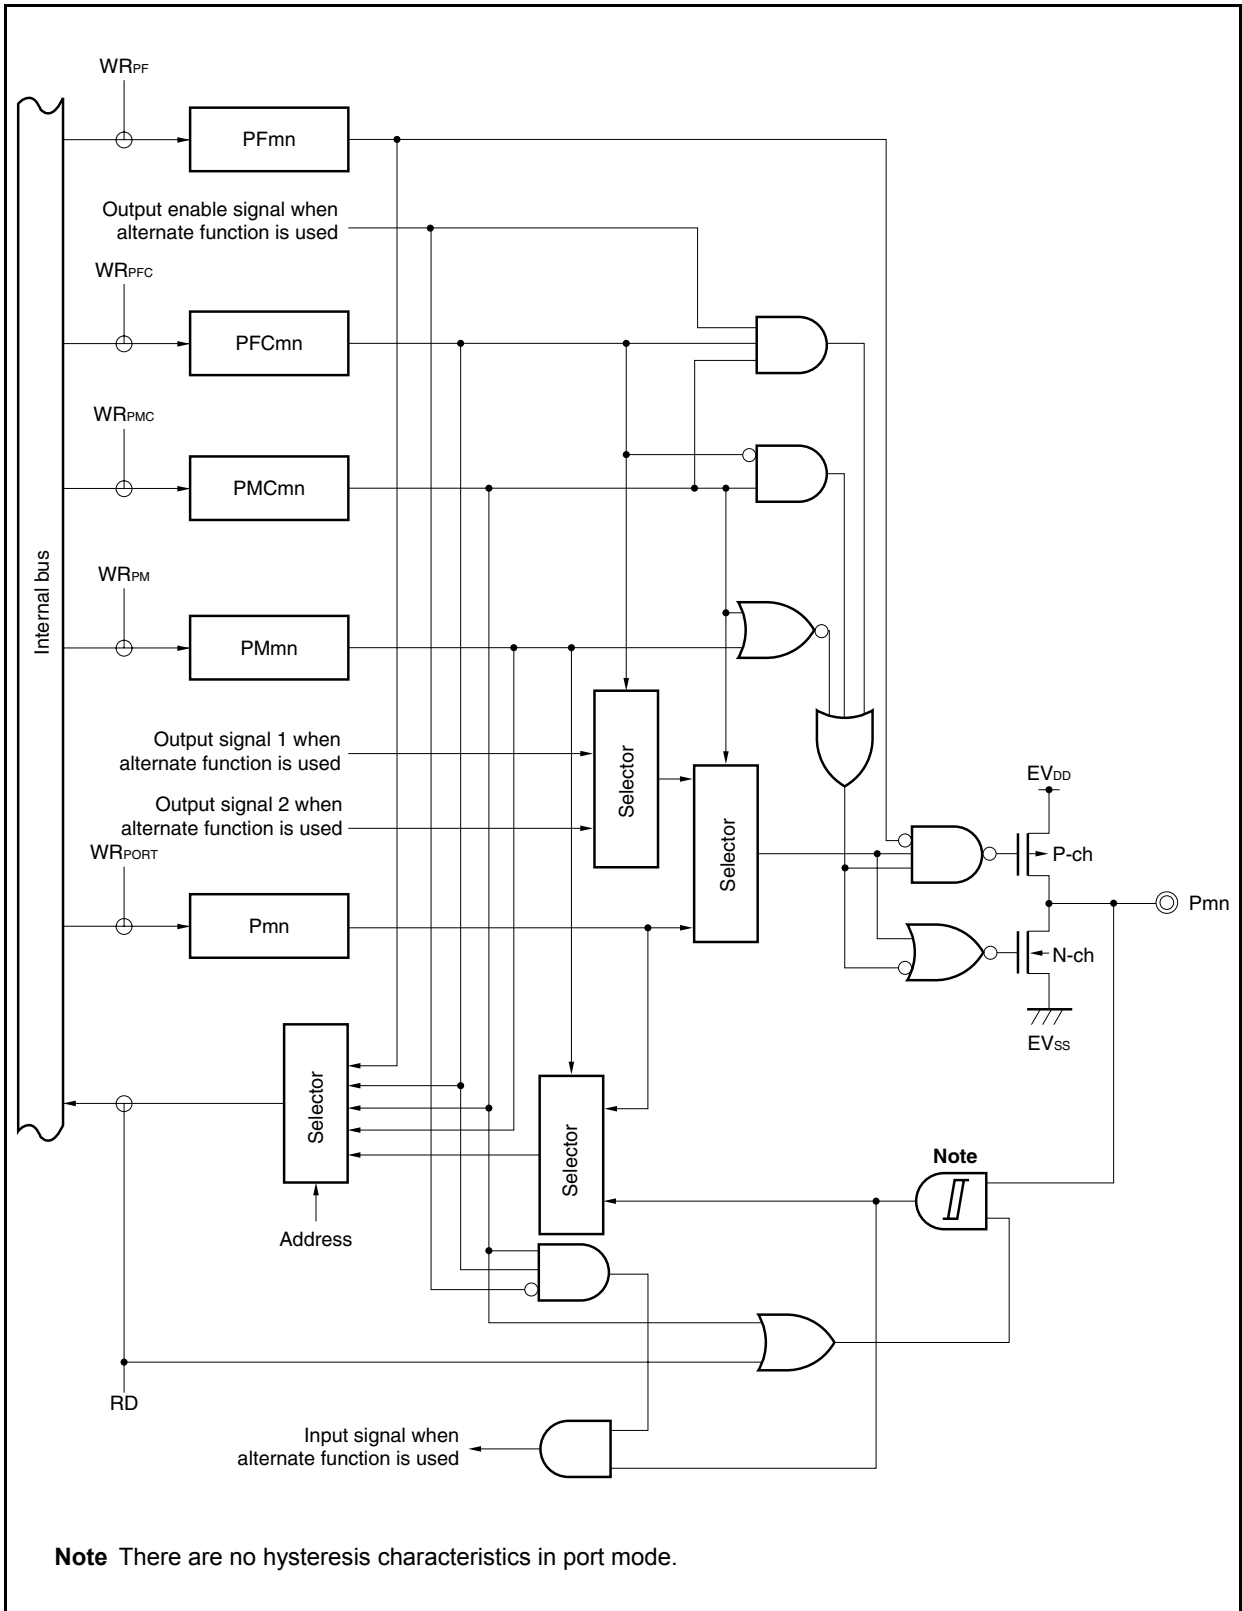 WRPF
PFmn
Output enable signal when
alternate function is used
WRPFC
PFCmn
WRPMC
PMCmn
Internal bus
WRPM
PMmn
Output signal 1 when
alternate function is used
Selector
Output signal 2 when
alternate function is used
Selector
EVDD
P-ch
WRPORT
Pmn
Pmn
N-ch
EVSS
Selector
Selector
Note
Address
RD
Input signal when
alternate function is used
Note There are no hysteresis characteristics in port mode.